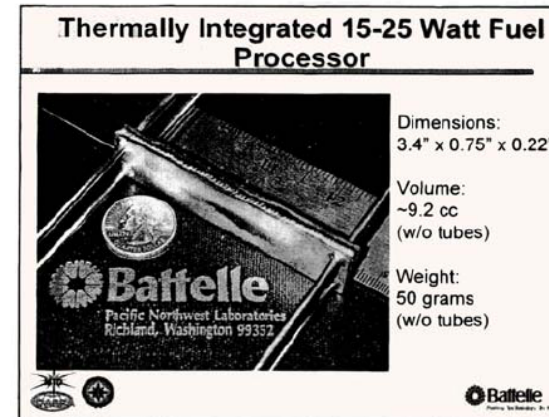 Thermally Integrated 15-25 Watt Fuel
Processor
Dimensions:
3.4" x 0.75" x 0.22"
Volume:
~9.2 cc
(w/o tubes)
Weight:
50 grams
(w/o tubes)
Battelle
Pacific Northwest Laboratories
Richland, Washington 99352
Battelle